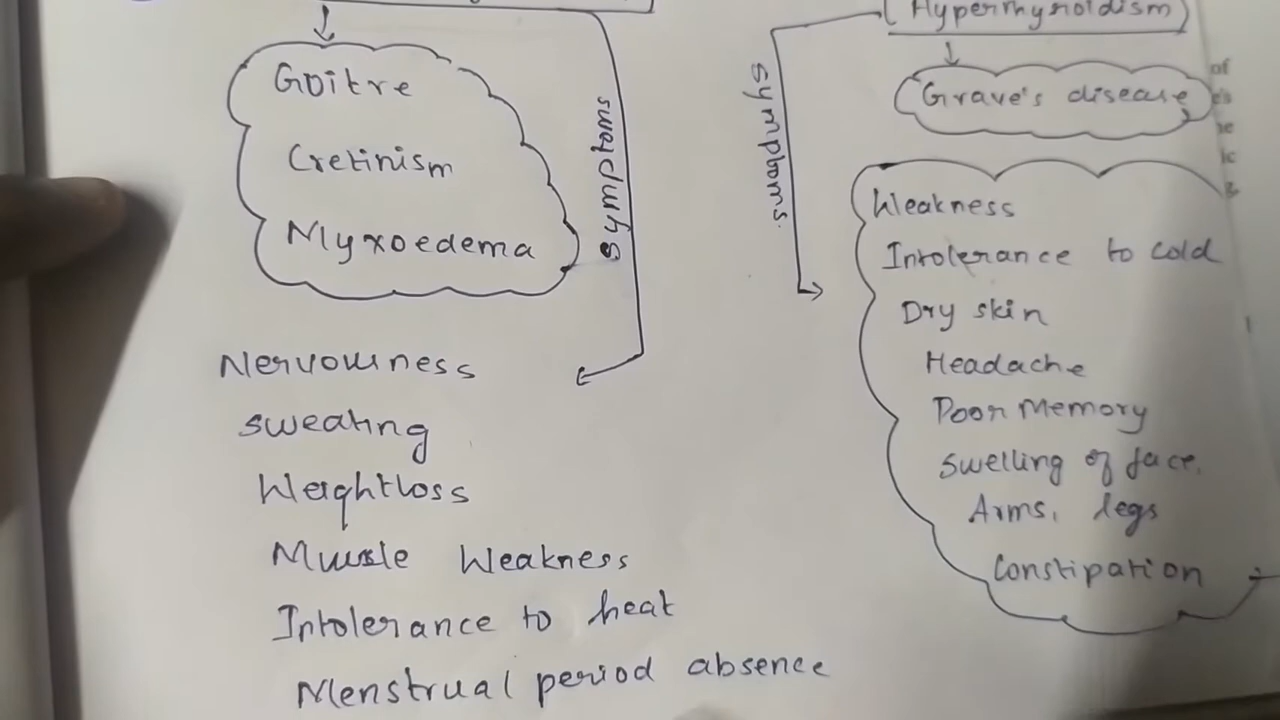 Goitre
Cretinism
Myxoedema
symptoms
Nervousness
sweating
Weightloss
Muscle Weakness
Intolerance to heat
Menstrual period absence
Hyperthyroidism
Grave's disease
symptoms.
Weakness
Intolerance to cold
Dry skin
Headache
Poor Memory
Swelling of face,
Arms, legs
Constipation
of